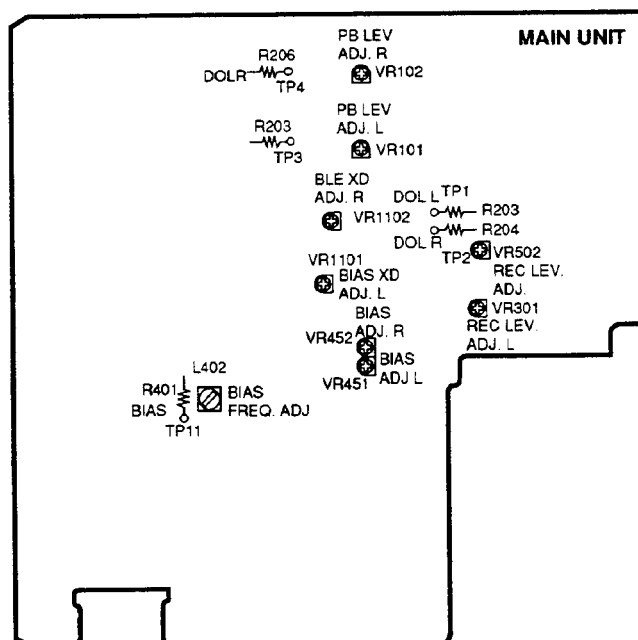 MAIN UNIT
PB LEV
ADJ. R
VR102
R206
DOLR
TP4
PB LEV
ADJ. L
VR101
R203
TP3
BLE XD
ADJ. R
VR1102
DOL L TP1
R203
R204
DOL R TP2
VR502
REC LEV.
ADJ.
VR301
REC LEV.
ADJ. L
VR1101
BIAS XD
ADJ. L
BIAS
ADJ. R
VR452
BIAS
ADJ L
VR451
L402
R401
BIAS
TP11
BIAS
FREQ. ADJ